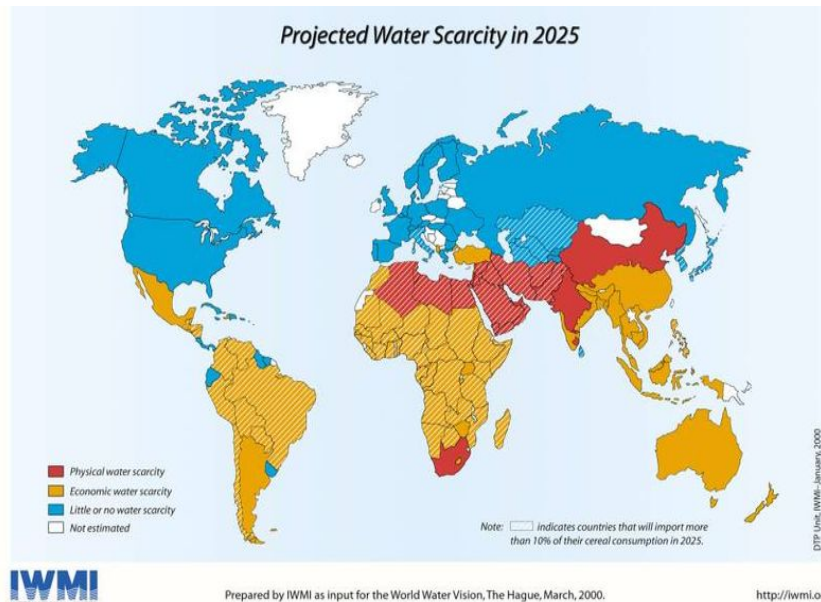 Projected Water Scarcity in 2025
Physical water scarcity
Economic water scarcity
Little or no water scarcity
Not estimated
Note: indicates countries that will import more
than 10% of their cereal consumption in 2025.
DTP Unit, IWMI--January, 2000
IWMI
Prepared by IWMI as input for the World Water Vision, The Hague, March, 2000.
http://iwmi.o